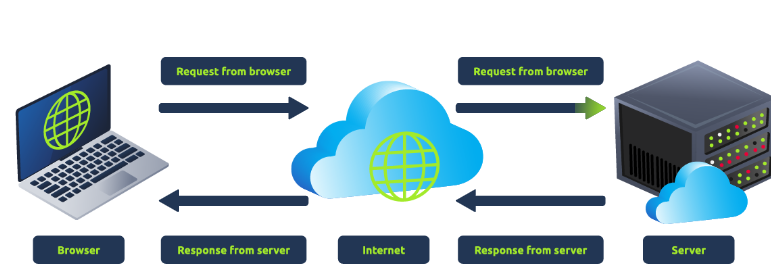 Request from browser
Request from browser
Browser
Response from server
Internet
Response from server
Server